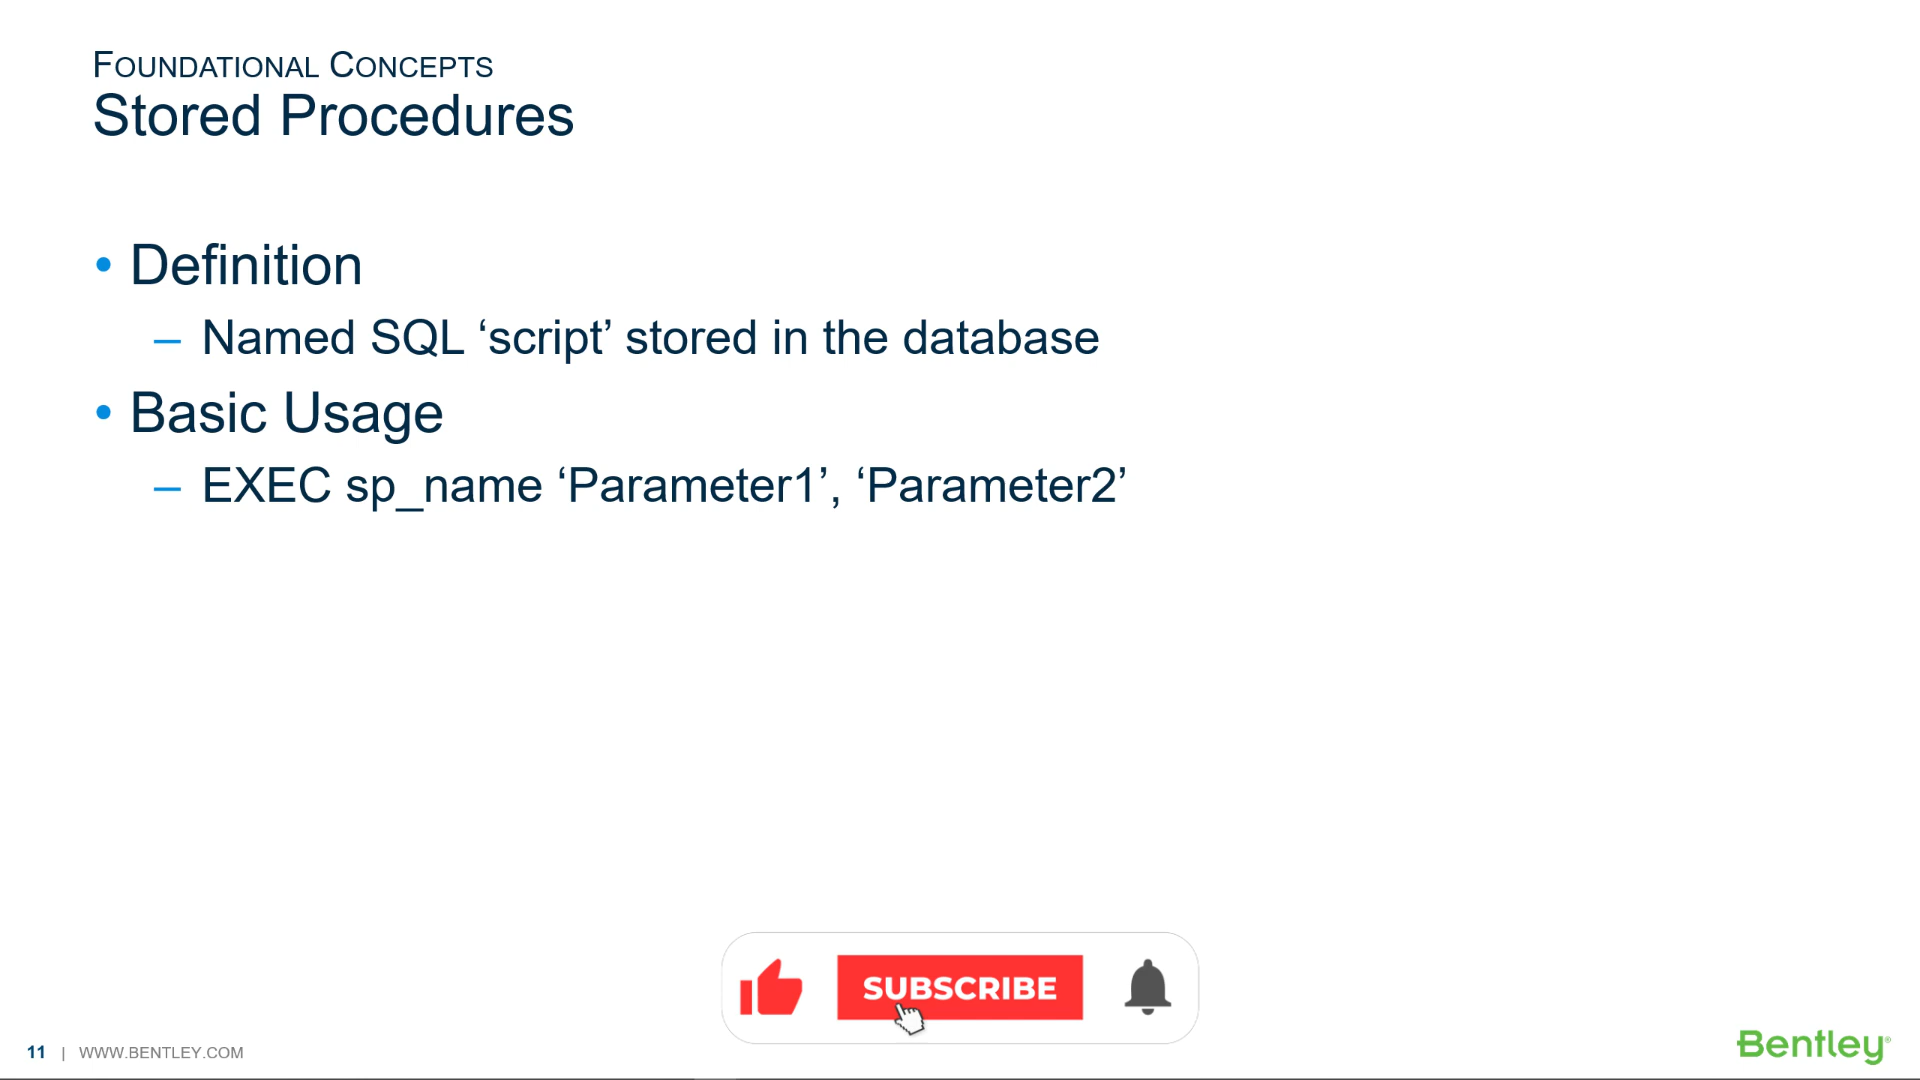 FOUNDATIONAL CONCEPTS
Stored Procedures
• Definition
– Named SQL ‘script’ stored in the database
• Basic Usage
– EXEC sp_name ‘Parameter1’, ‘Parameter2’
SUBSCRIBE
11 | WWW.BENTLEY.COM
Bentley®